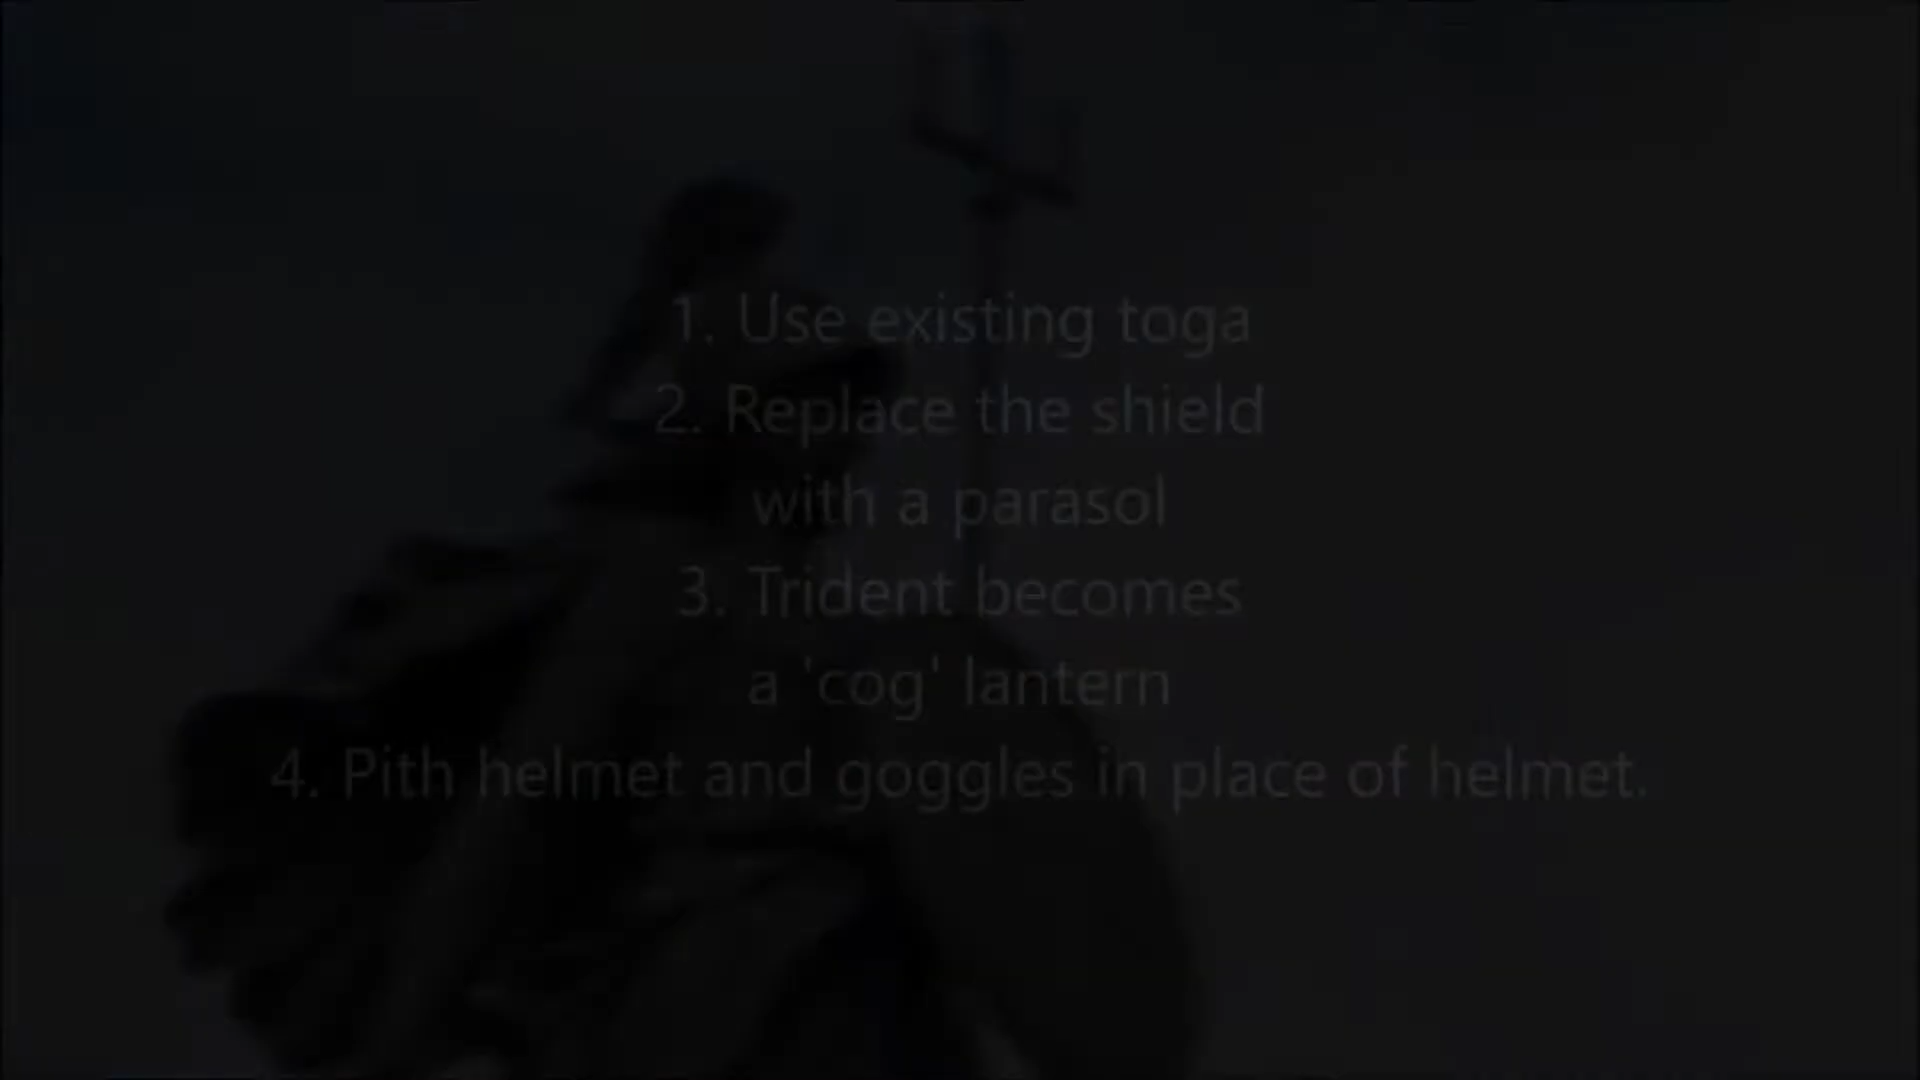 1. Use existing toga
2. Replace the shield
with a parasol
3. Trident becomes
a 'cog' lantern
4. Pith helmet and goggles in place of helmet.